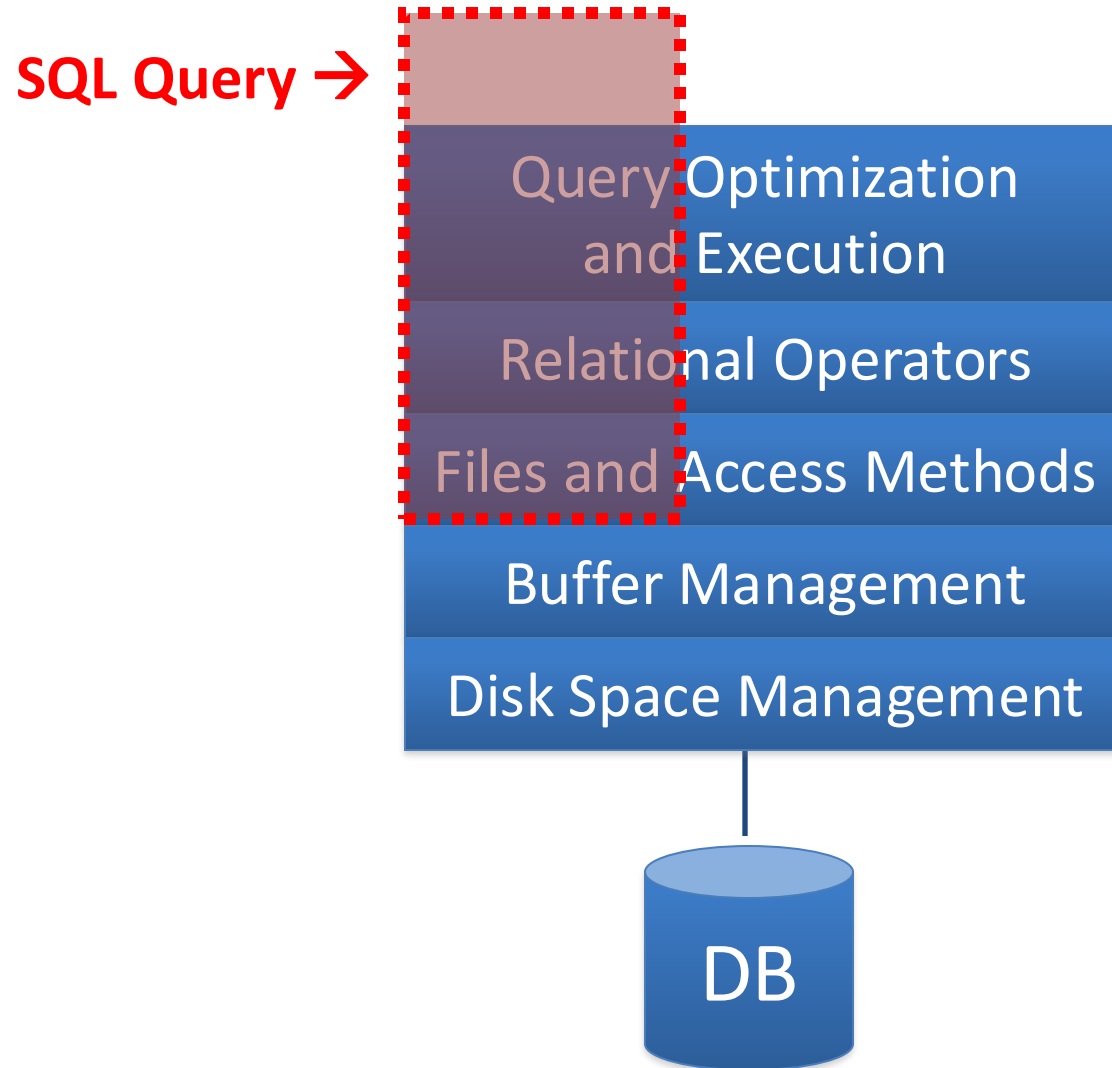 SQL Query →
Query Optimization
and Execution
Relational Operators
Files and Access Methods
Buffer Management
Disk Space Management
DB